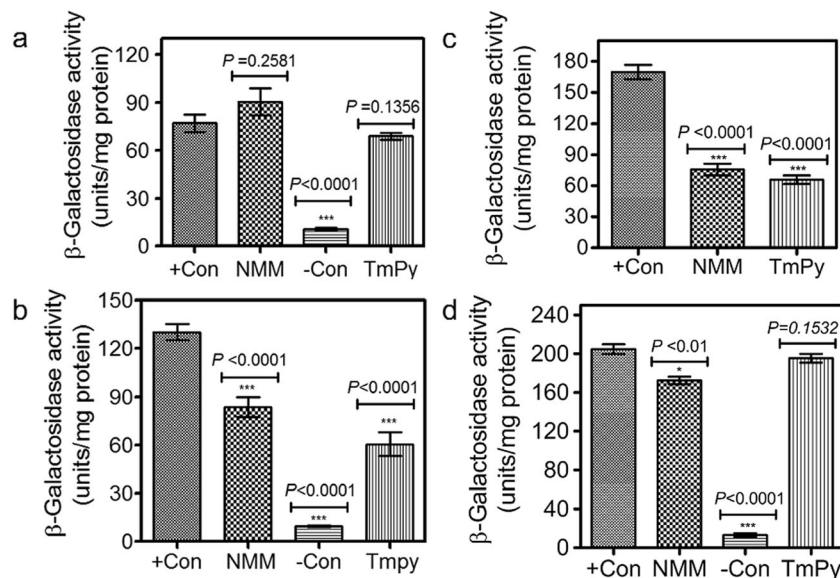 a
β-Galactosidase activity
(units/mg protein)
120
90
60
30
0
P =0.2581
P =0.1356
P<0.0001
***
+Con NMM -Con TmPy
c
β-Galactosidase activity
(units/mg protein)
180
150
120
90
60
30
0
P <0.0001
***
P <0.0001
***
+Con NMM TmPy
b
β-Galactosidase activity
(units/mg protein)
150
120
90
60
30
0
P <0.0001
***
P<0.0001
***
P<0.0001
***
+Con NMM -Con Tmpy
d
β-Galactosidase activity
(units/mg protein)
240
200
160
120
80
40
0
P <0.01
*
P=0.1532
P<0.0001
***
+Con NMM -Con TmPy